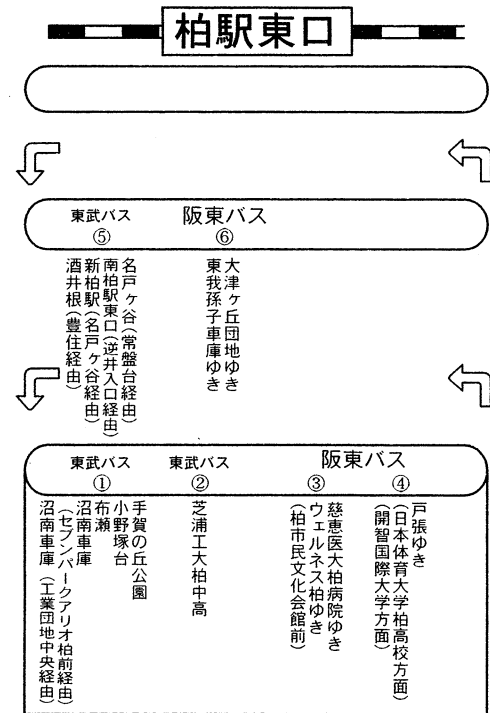 柏駅東口
東武バス
⑤
名戸ヶ谷(常盤台経由)
南柏駅東口(逆井入口経由)
新柏駅(名戸ヶ谷経由)
酒井根(豊住経由)
阪東バス
⑥
大津ヶ丘団地ゆき
東我孫子車庫ゆき
東武バス
①
手賀の丘公園
小野塚台
布瀬
沼南車庫
(セブンパークアリオ柏前経由)
沼南車庫(工業団地中央経由)
東武バス
②
芝浦工大柏中高
阪東バス
③
慈恵医大柏病院ゆき
ウェルネス柏ゆき
(柏市民文化会館前)
④
戸張ゆき
(日本体育大学柏高校方面)
(開智国際大学方面)